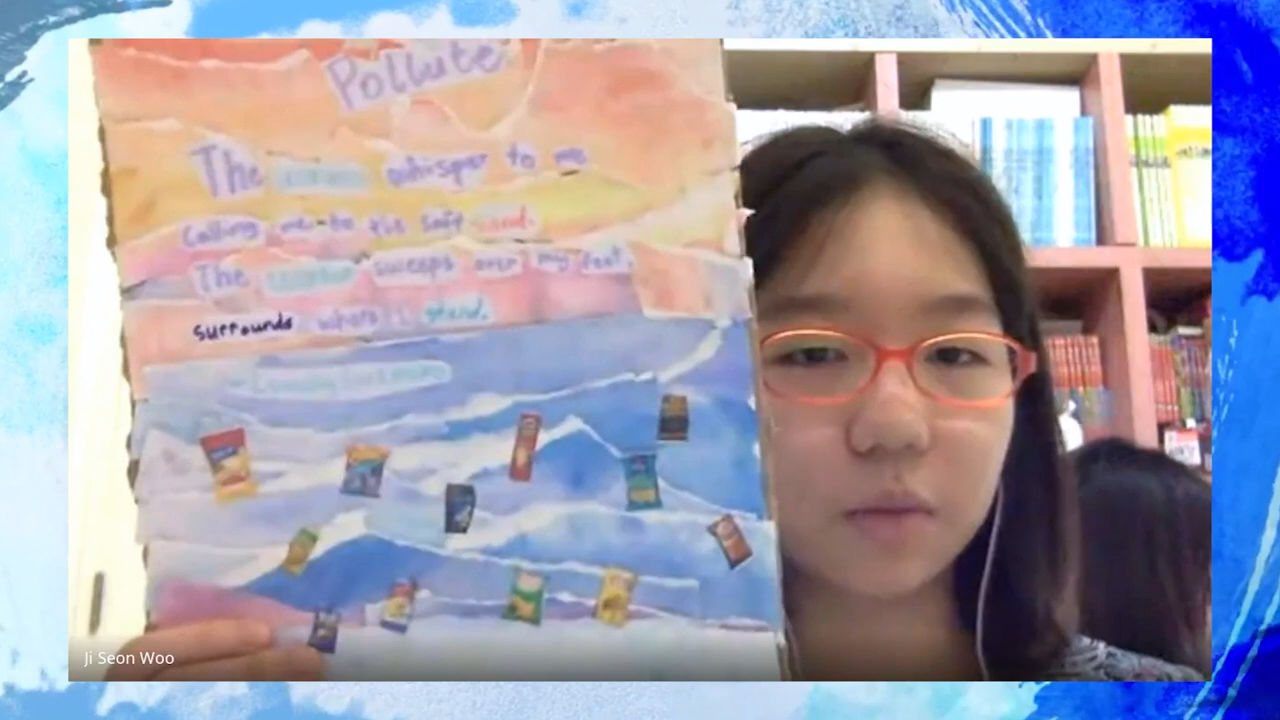 Pollute
The whisper to me
Calling me to the soft sand.
The sweeps over my feet,
surrounds where I stand.
Ji Seon Woo